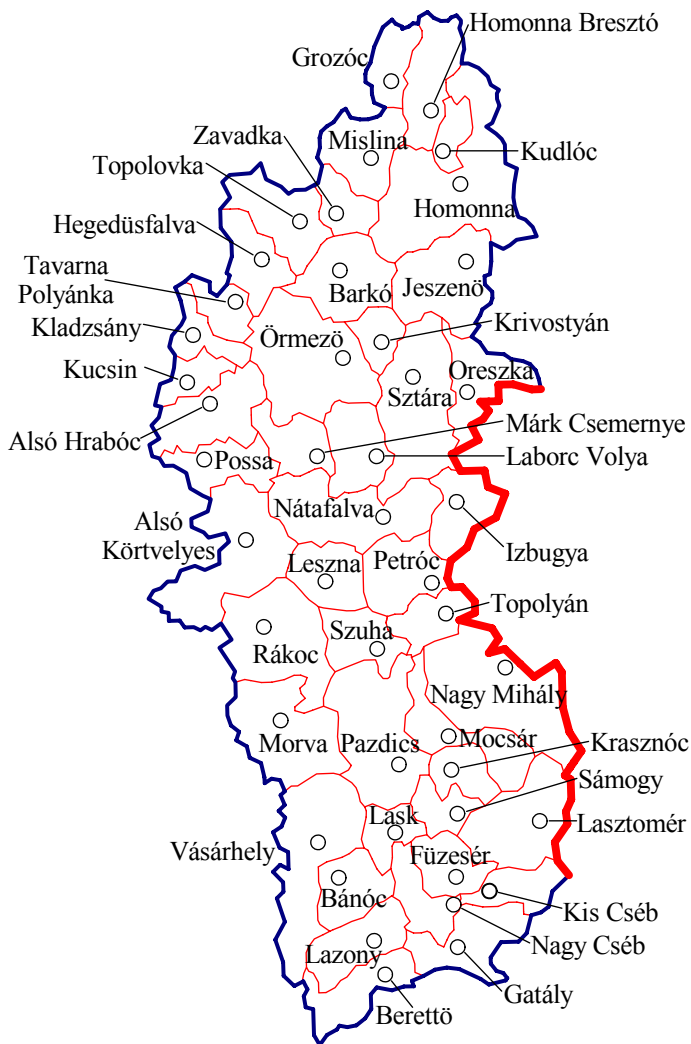 Homonna Bresztó
Grozóc
Zavadka
Mislina
Kudlóc
Topolovka
Homonna
Hegedüsfalva
Tavarna
Polyánka
Barkó
Jeszenö
Kladzsány
Örmezö
Krivostyán
Kucsin
Oreszka
Sztára
Alsó Hrabóc
Márk Csemernye
Possa
Laborc Volya
Alsó
Körtvelyes
Nátafalva
Izbugya
Leszna
Petróc
Topolyán
Szuha
Rákoc
Nagy Mihály
Morva
Pazdics
Mocsár
Krasznóc
Sámogy
Lask
Lasztomér
Vásárhely
Füzesér
Bánóc
Kis Cséb
Nagy Cséb
Lazony
Gatály
Berettö